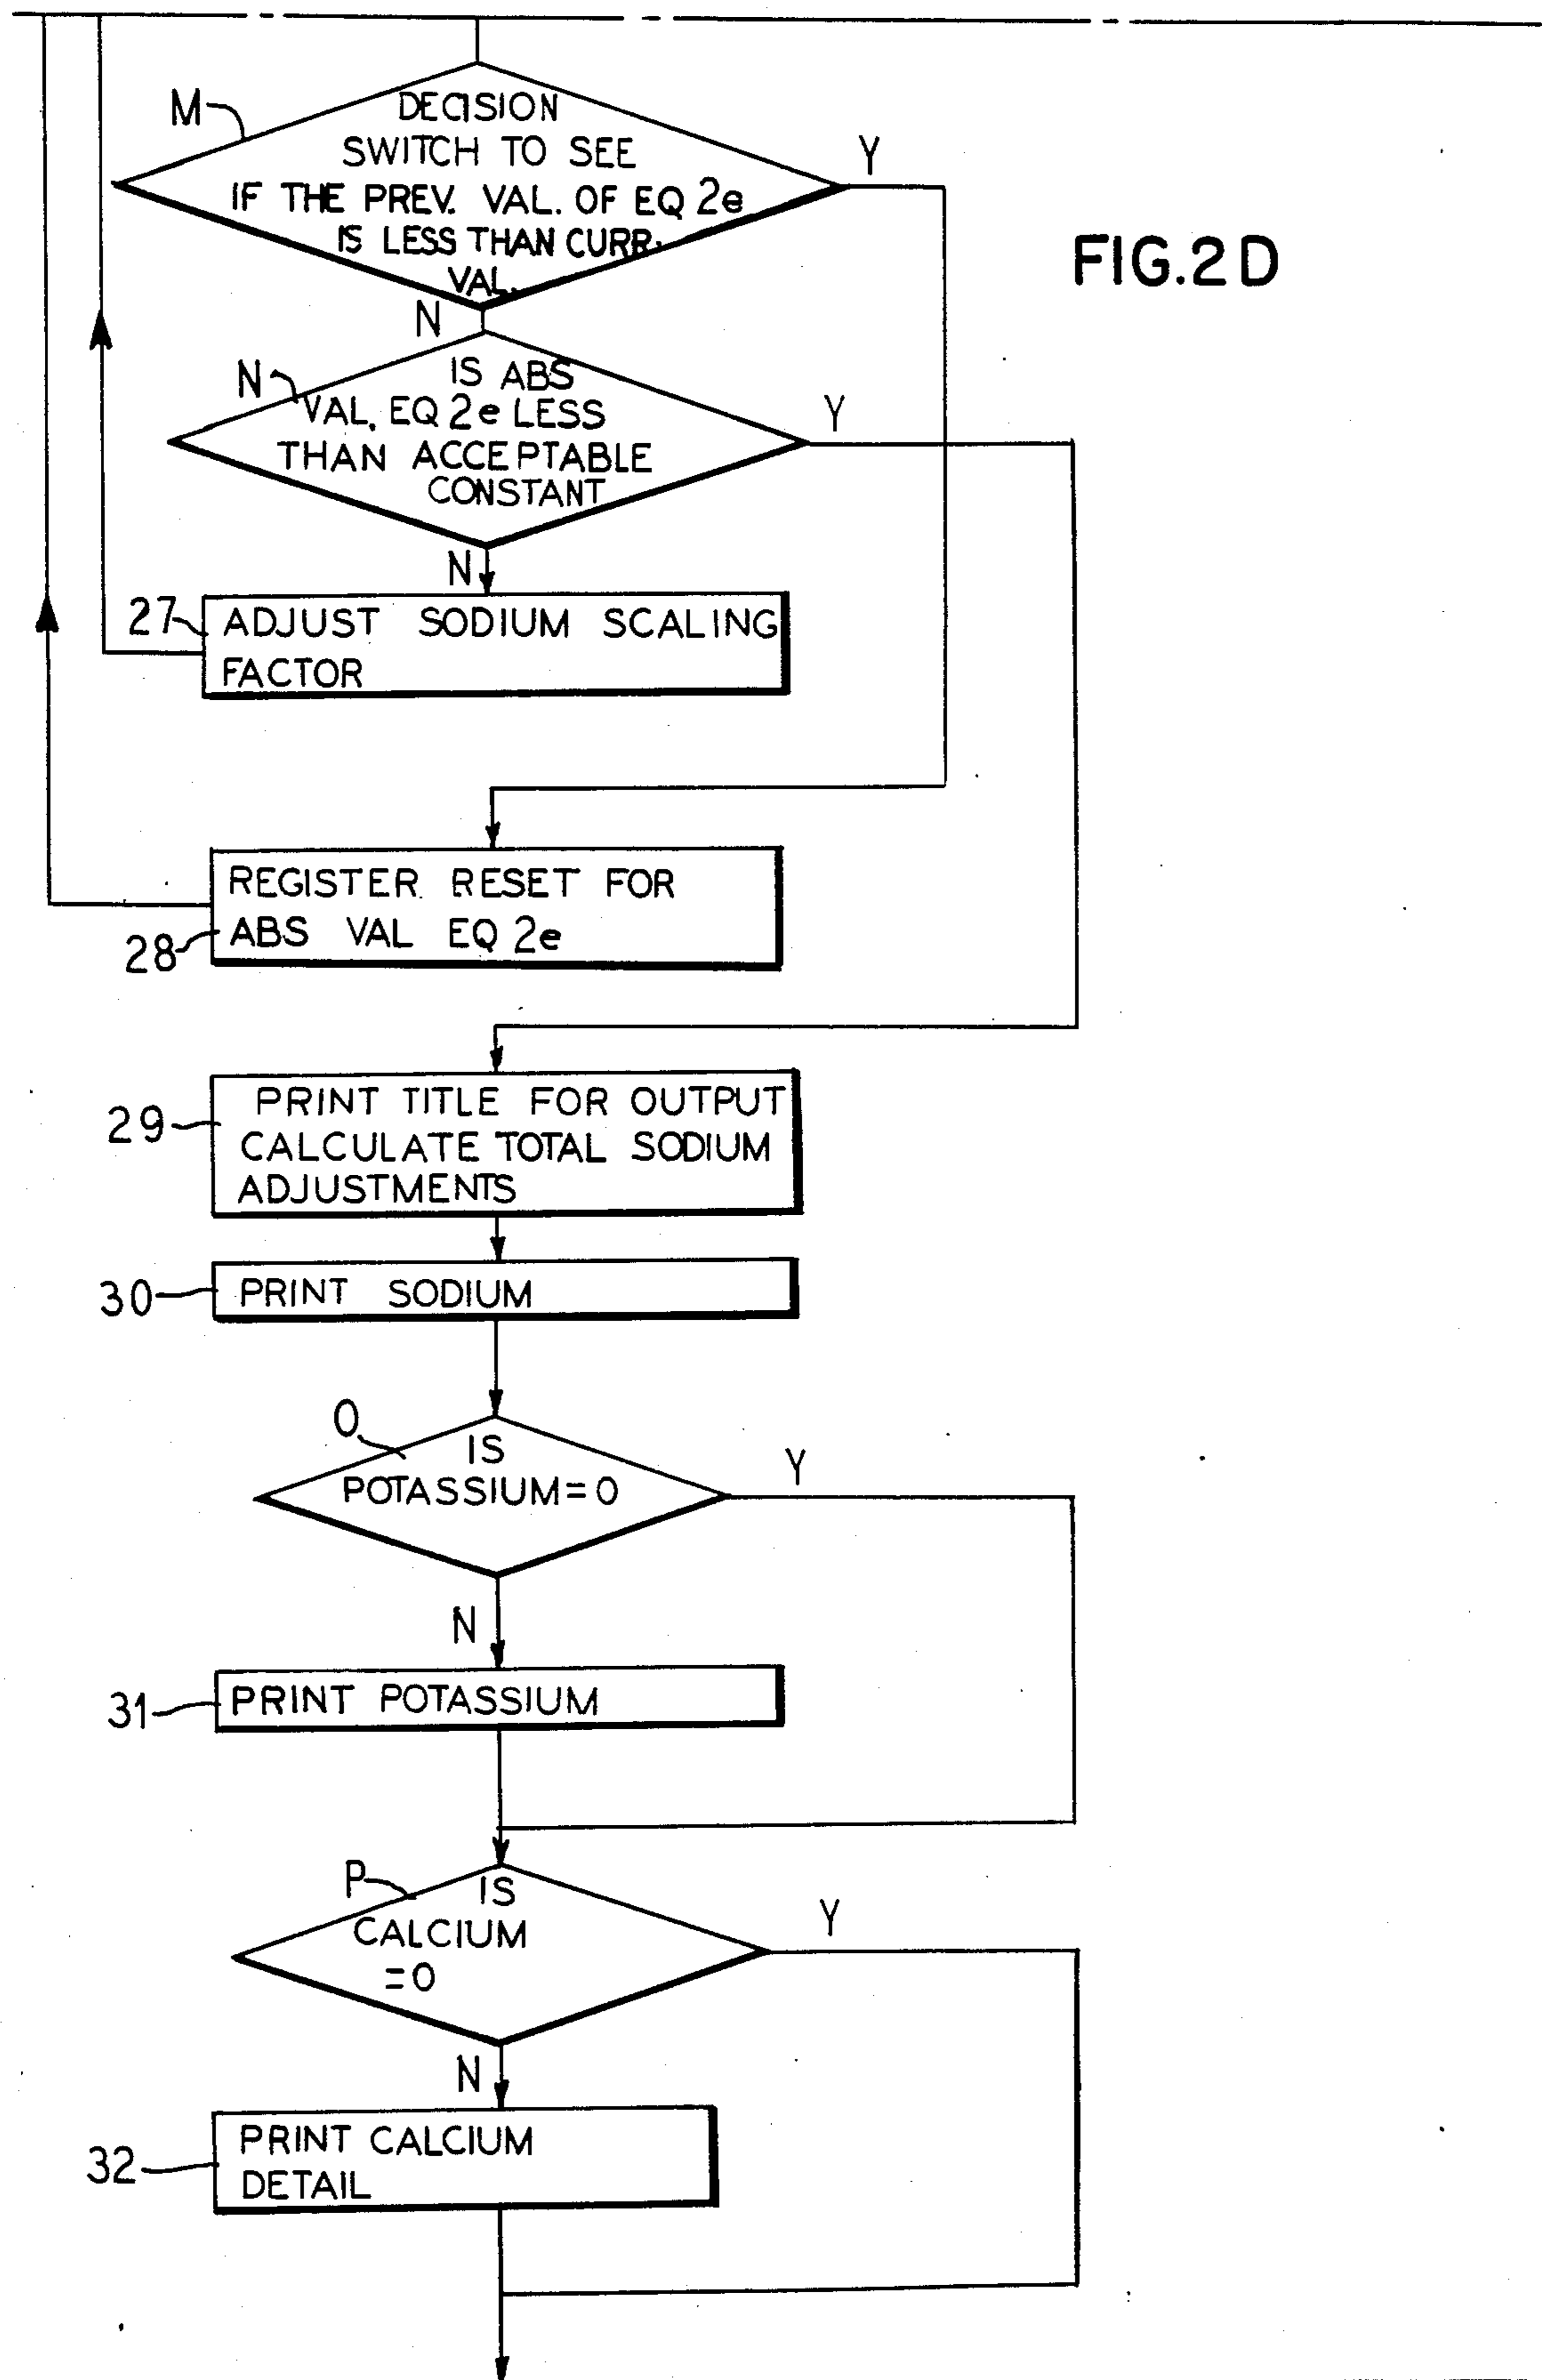 M
DECISION
SWITCH TO SEE
IF THE PREV. VAL. OF EQ 2e
IS LESS THAN CURR.
VAL.
Y
FIG.2D
N
N
IS ABS
VAL, EQ 2e LESS
THAN ACCEPTABLE
CONSTANT
Y
N
27
ADJUST SODIUM SCALING
FACTOR
28
REGISTER RESET FOR
ABS VAL EQ 2e
29
PRINT TITLE FOR OUTPUT
CALCULATE TOTAL SODIUM
ADJUSTMENTS
30
PRINT SODIUM
O
IS
POTASSIUM=0
Y
N
31
PRINT POTASSIUM
P
IS
CALCIUM
=0
Y
N
32
PRINT CALCIUM
DETAIL